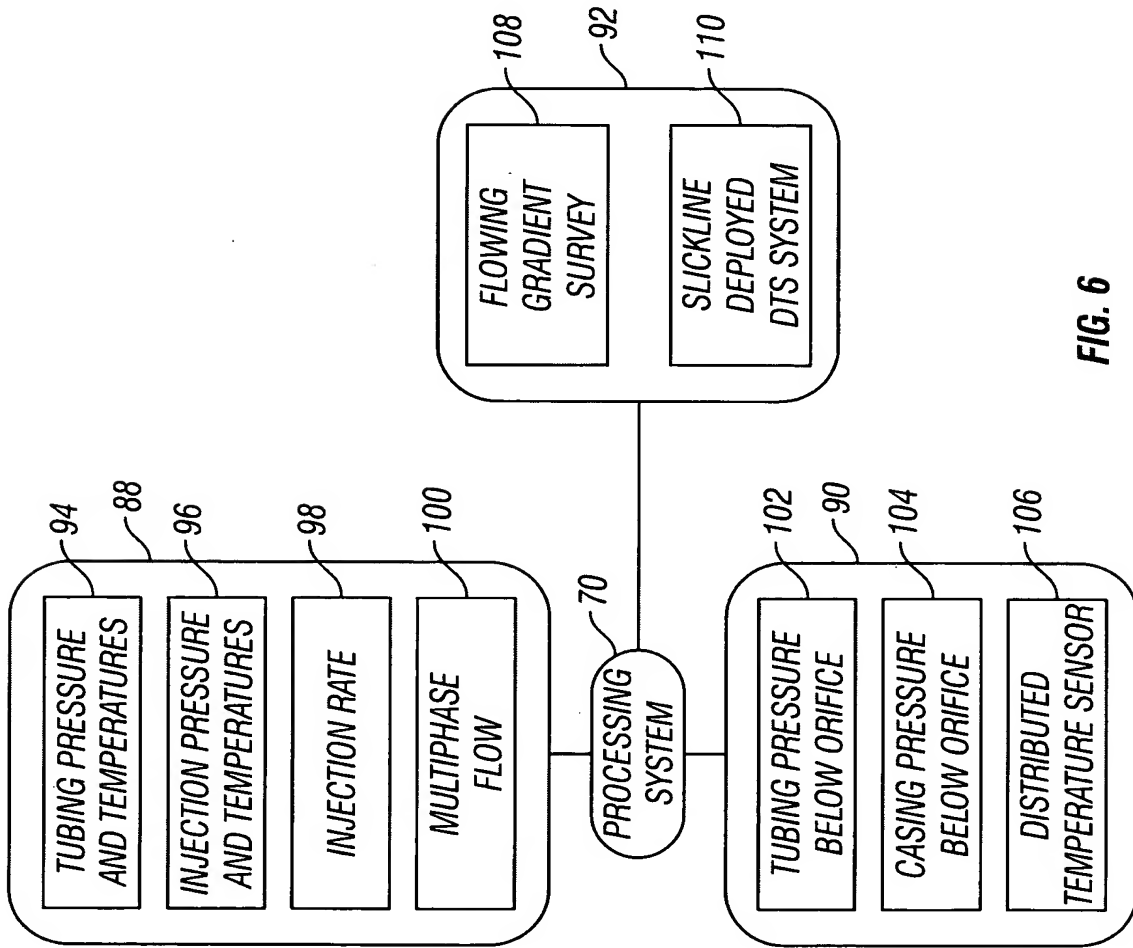 94
88
TUBING PRESSURE
AND TEMPERATURES
96
INJECTION PRESSURE
AND TEMPERATURES
98
INJECTION RATE
100
MULTIPHASE
FLOW
70
PROCESSING
SYSTEM
102
90
TUBING PRESSURE
BELOW ORIFICE
104
CASING PRESSURE
BELOW ORIFICE
106
DISTRIBUTED
TEMPERATURE SENSOR
108
92
FLOWING
GRADIENT
SURVEY
110
SLICKLINE
DEPLOYED
DTS SYSTEM
FIG. 6